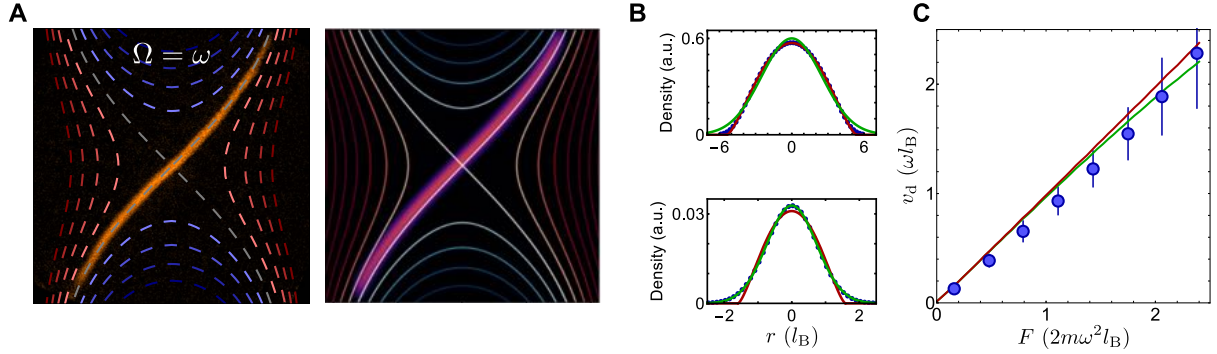 A
Ω = ω
B
Density (a.u.)
0.6
0
−6
0
6
Density (a.u.)
0.03
0
−2
0
2
r (l_B)
C
v_d (ωl_B)
2
1
0
0
1
2
F (2mω²l_B)